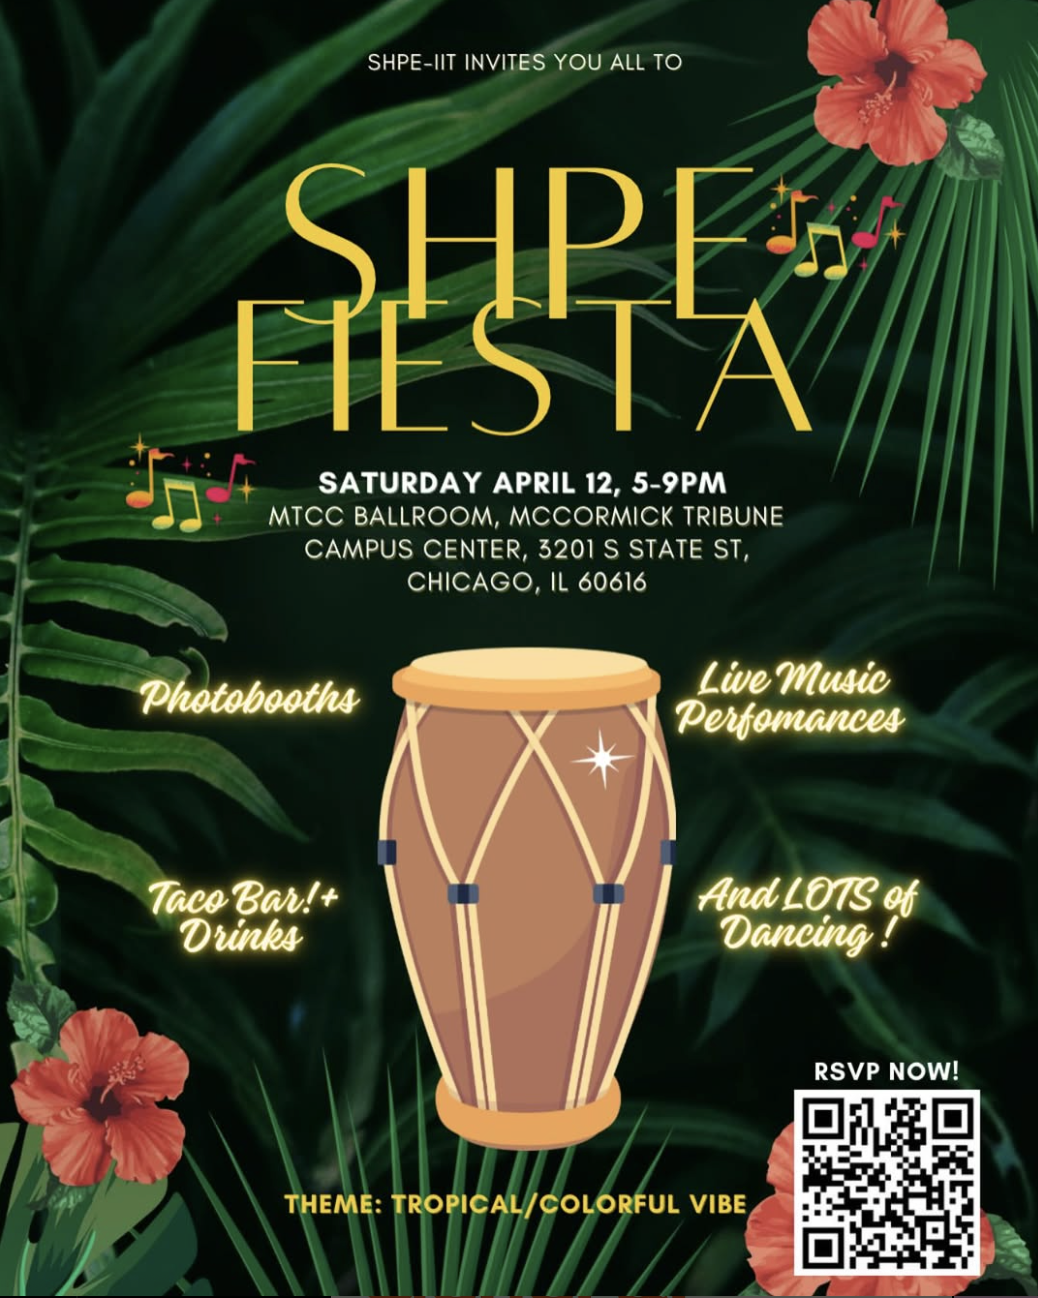 SHPE-IIT INVITES YOU ALL TO
SHPE
FIESTA
SATURDAY APRIL 12, 5-9PM
MTCC BALLROOM, MCCORMICK TRIBUNE
CAMPUS CENTER, 3201 S STATE ST,
CHICAGO, IL 60616
Photobooths
Live Music
Perfomances
Taco Bar!+
Drinks
And LOTS of
Dancing !
RSVP NOW!
THEME: TROPICAL/COLORFUL VIBE